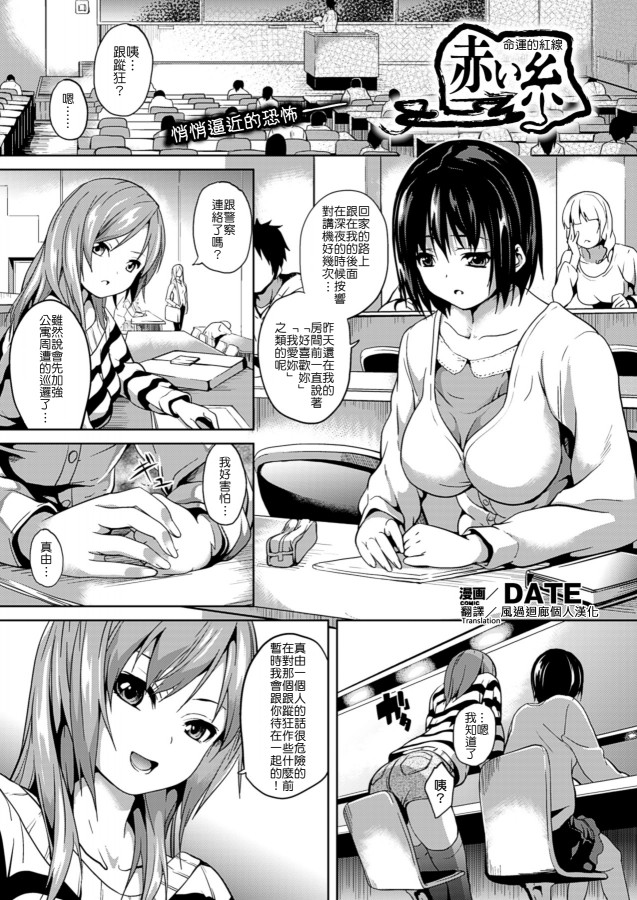 命運的紅線
赤い糸
咦…
跟蹤狂？
嗯……
悄悄逼近的恐怖
回家的路上
跟在我的後面
在深夜的時候按響
對講機好幾次…
昨天還在我的
房間前一直說著
「好喜歡妳」
「我愛妳」
之類的呢
跟警察
連絡了嗎？
雖然說會先加強
公寓周遭的巡邏了…
我好害怕…
真由…
漫画／DATE
COMIC
翻譯／風過迴廊個人漢化
Translation
…嗯
我知道了
咦？
真由一個人的話很危險的
在對那個跟蹤狂作些什麼前
暫時我會跟你待在一起的！